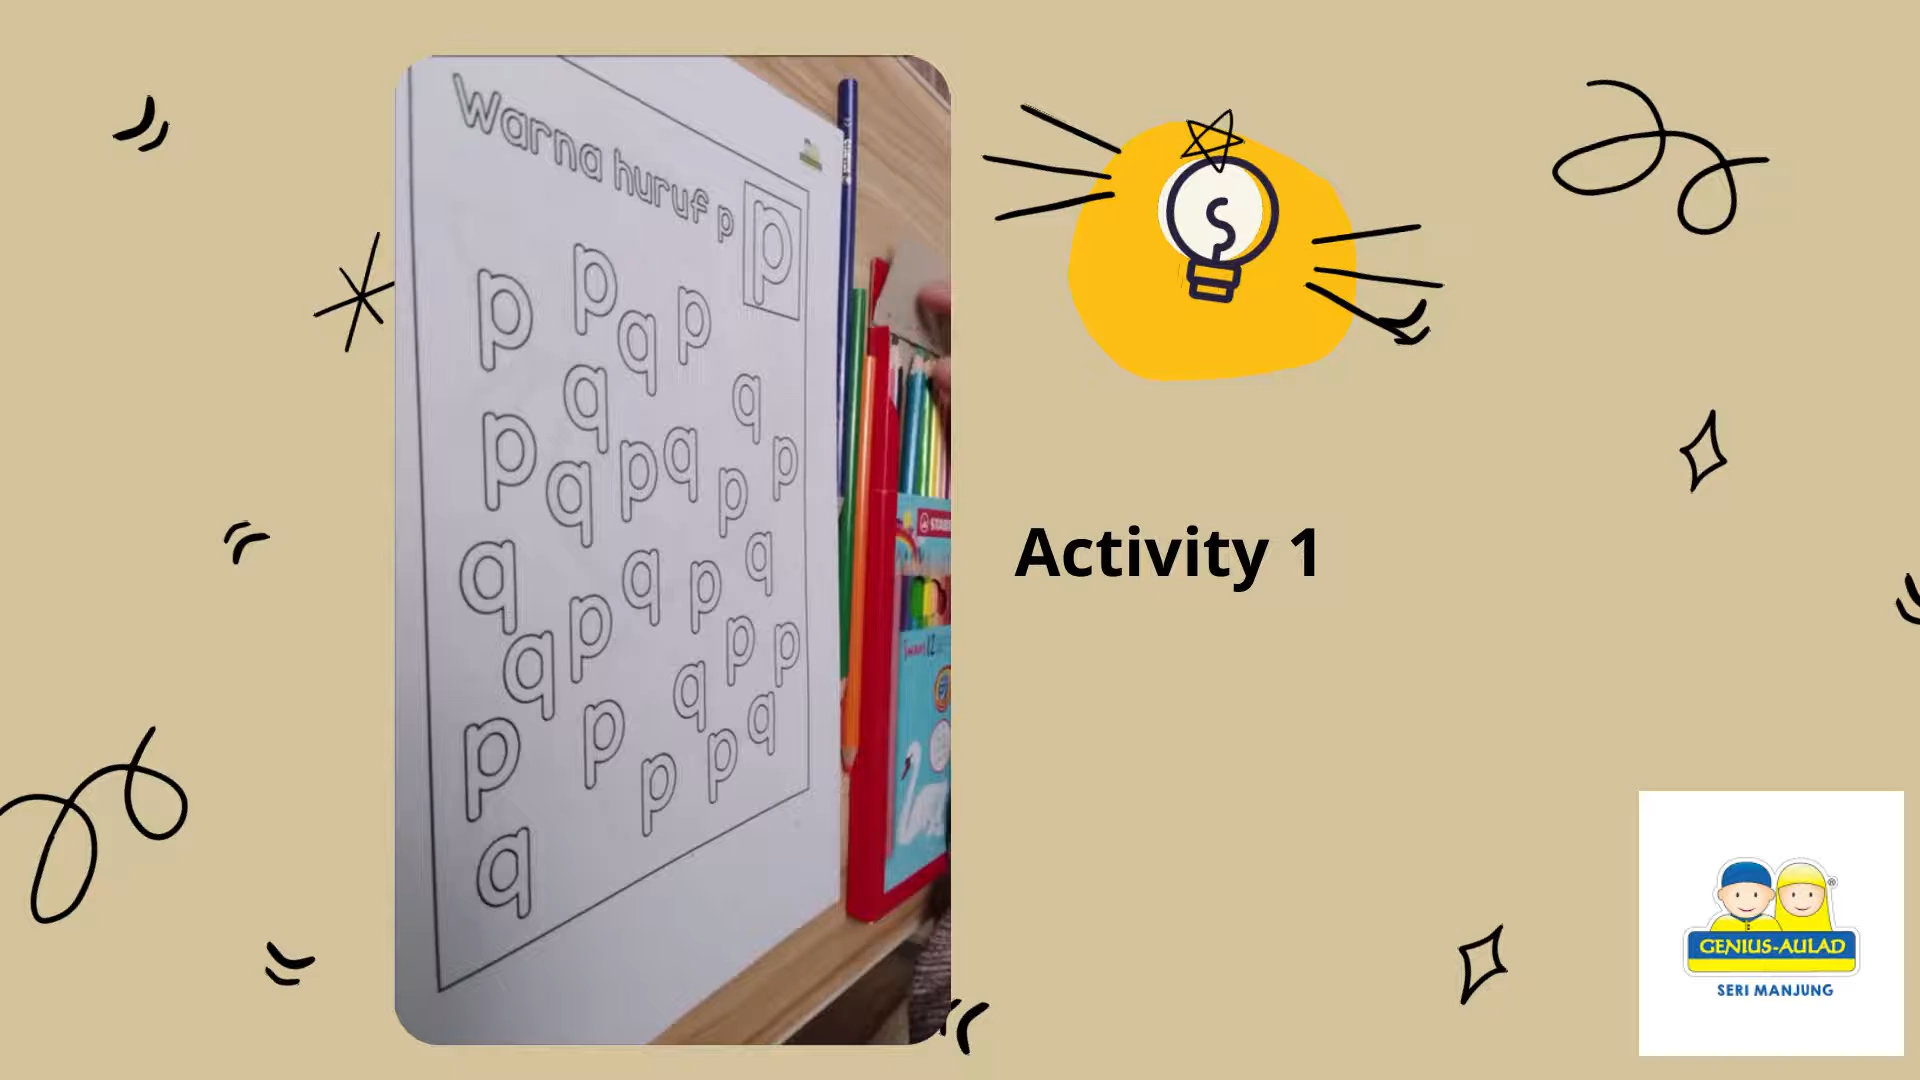 Warna huruf p
p
p p q p
q q
p q p q p p
q q p q
q p p p
q q
p p p p
q
Activity 1
GENIUS-AULAD®
SERI MANJUNG